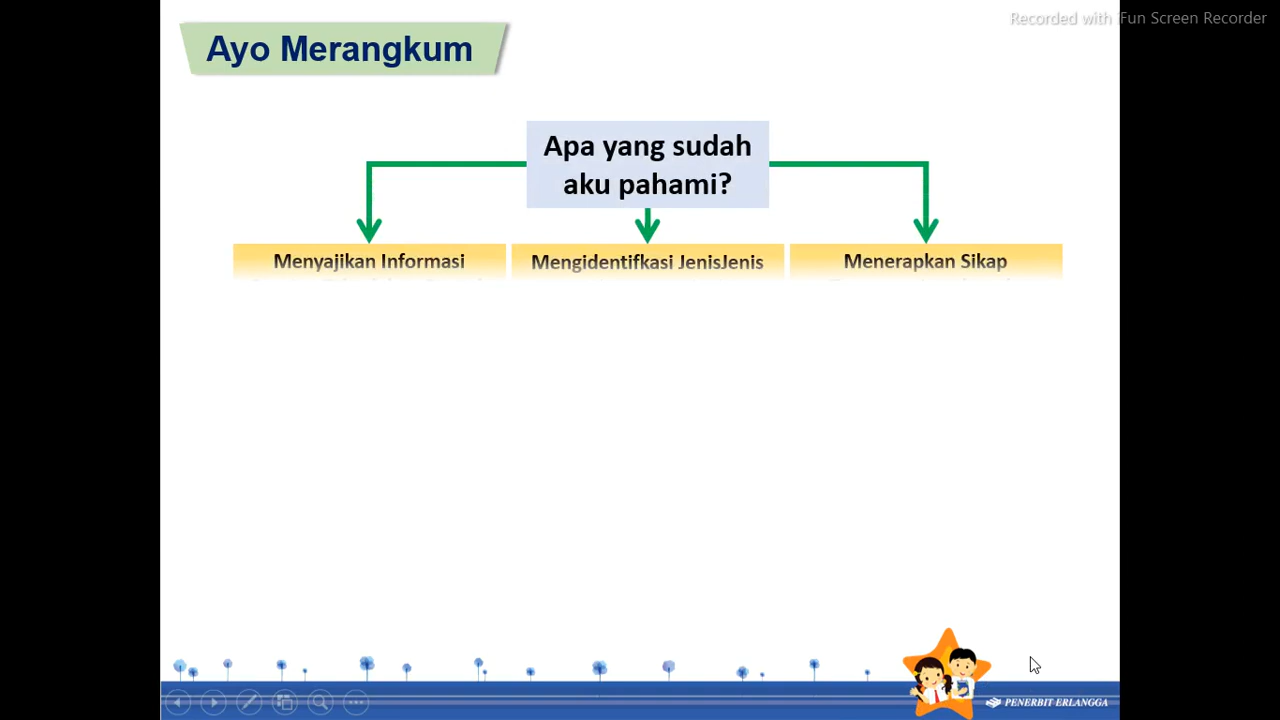 Recorded with iFun Screen Recorder
Ayo Merangkum
Apa yang sudah
aku pahami?
Menyajikan Informasi
Mengidentifkasi JenisJenis
Menerapkan Sikap
PENERBIT ERLANGGA